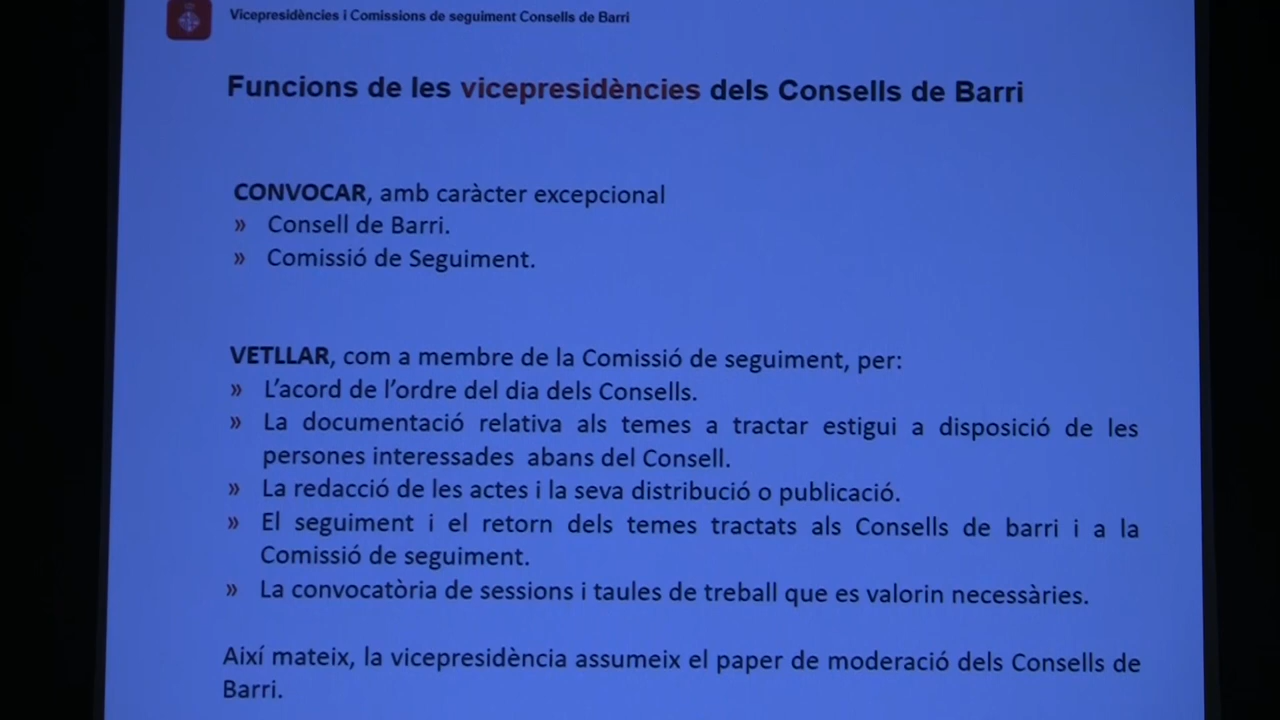 Vicepresidències i Comissions de seguiment Consells de Barri
Funcions de les vicepresidències dels Consells de Barri
CONVOCAR, amb caràcter excepcional
» Consell de Barri.
» Comissió de Seguiment.
VETLLAR, com a membre de la Comissió de seguiment, per:
» L'acord de l'ordre del dia dels Consells.
» La documentació relativa als temes a tractar estigui a disposició de les
persones interessades abans del Consell.
» La redacció de les actes i la seva distribució o publicació.
» El seguiment i el retorn dels temes tractats als Consells de barri i a la
Comissió de seguiment.
» La convocatòria de sessions i taules de treball que es valorin necessàries.
Així mateix, la vicepresidència assumeix el paper de moderació dels Consells de
Barri.